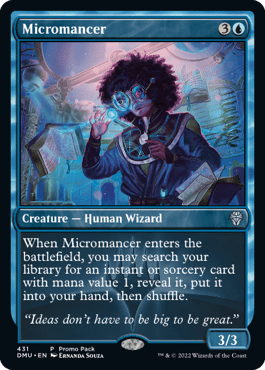 Micromancer 3
Creature — Human Wizard
When Micromancer enters the
battlefield, you may search your
library for an instant or sorcery card
with mana value 1, reveal it, put it
into your hand, then shuffle.
“Ideas don’t have to be big to be great.”
3/3
431 P Promo Pack
DMU • EN Ernanda Souza ™ & © 2022 Wizards of the Coast